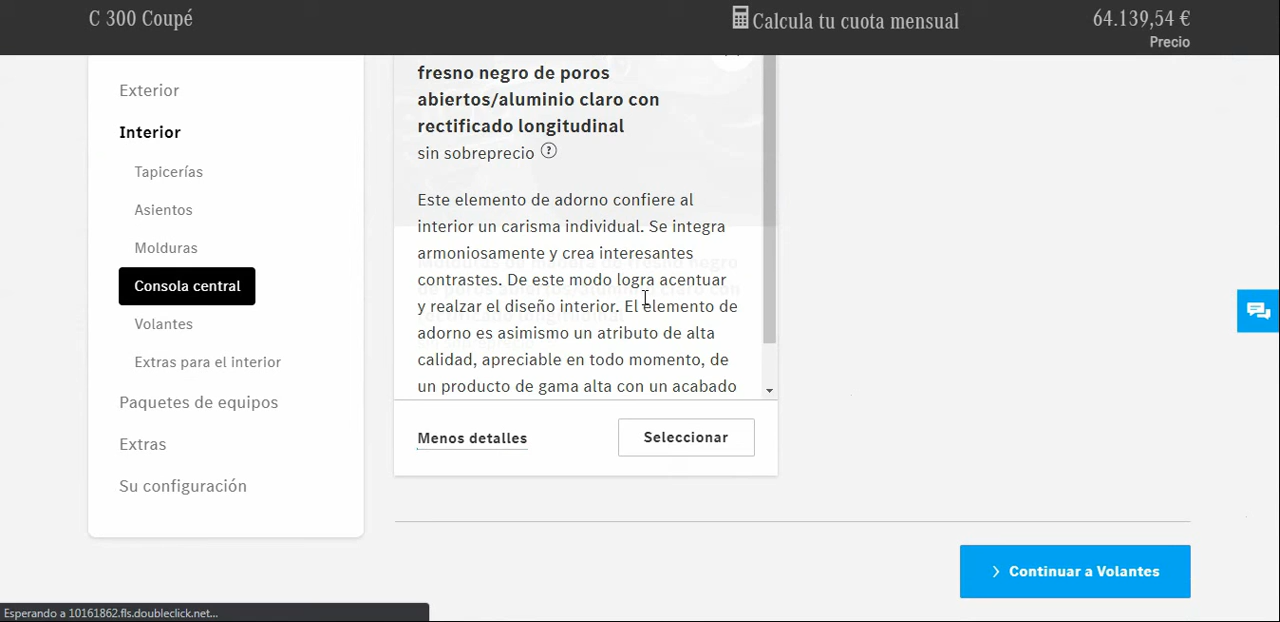 C 300 Coupé
Calcula tu cuota mensual
64.139,54 €
Precio
Exterior
Interior
Tapicerías
Asientos
Molduras
Consola central
Volantes
Extras para el interior
Paquetes de equipos
Extras
Su configuración
fresno negro de poros
abiertos/aluminio claro con
rectificado longitudinal
sin sobreprecio ?
Este elemento de adorno confiere al
interior un carisma individual. Se integra
armoniosamente y crea interesantes
contrastes. De este modo logra acentuar
y realzar el diseño interior. El elemento de
adorno es asimismo un atributo de alta
calidad, apreciable en todo momento, de
un producto de gama alta con un acabado
Menos detalles
Seleccionar
Continuar a Volantes
Esperando a 10161862.fls.doubleclick.net...